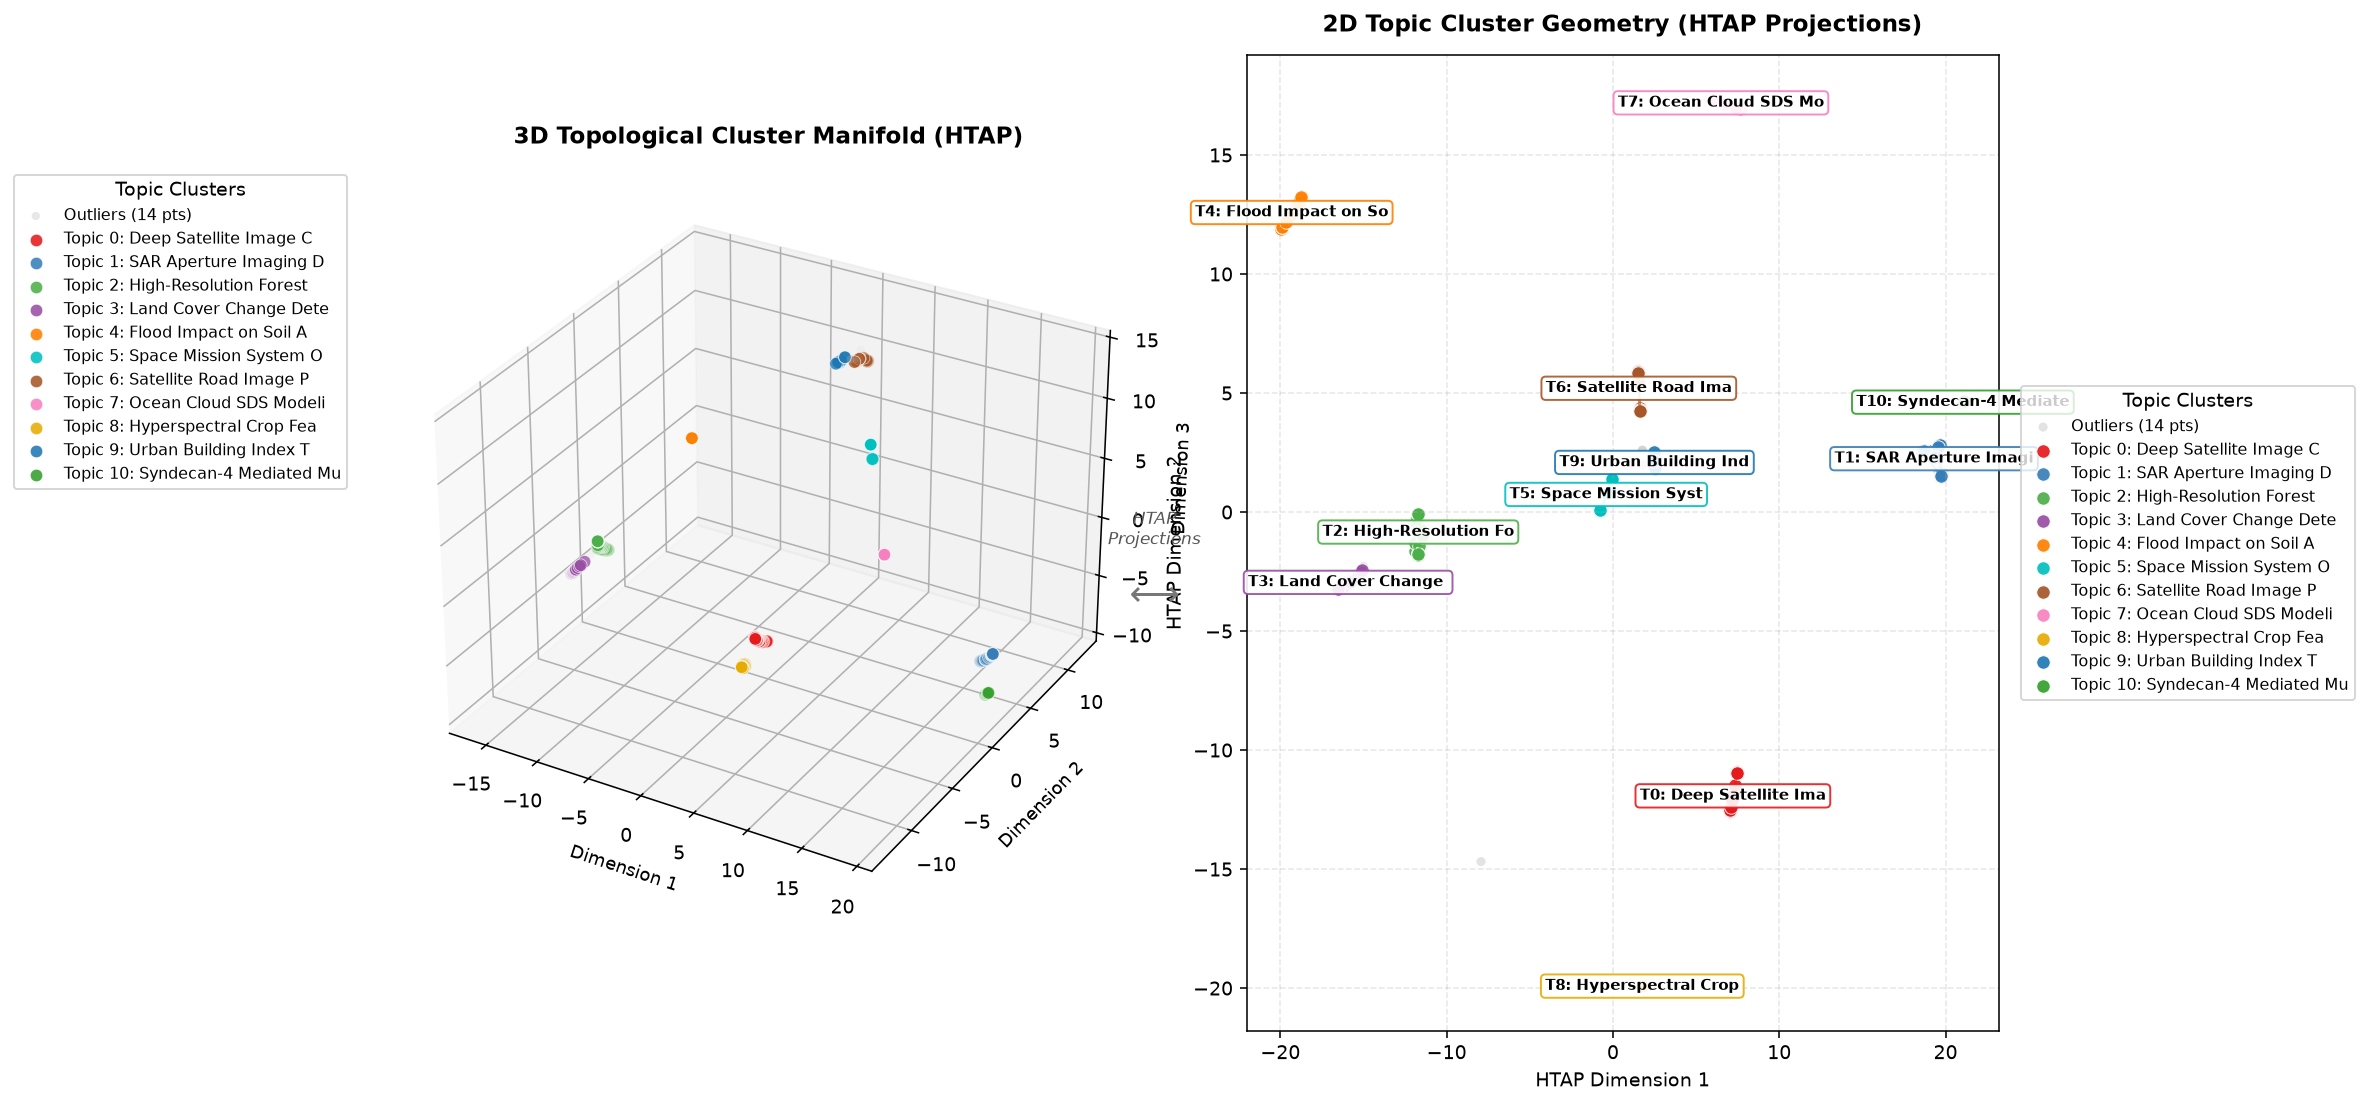 2D Topic Cluster Geometry (HTAP Projections)
3D Topological Cluster Manifold (HTAP)
Topic Clusters
Outliers (14 pts)
Topic 0: Deep Satellite Image C
Topic 1: SAR Aperture Imaging D
Topic 2: High-Resolution Forest
Topic 3: Land Cover Change Dete
Topic 4: Flood Impact on Soil A
Topic 5: Space Mission System O
Topic 6: Satellite Road Image P
Topic 7: Ocean Cloud SDS Modeli
Topic 8: Hyperspectral Crop Fea
Topic 9: Urban Building Index T
Topic 10: Syndecan-4 Mediated Mu
−15
−10
−5
0
5
10
15
20
Dimension 1
−10
−5
0
5
10
Dimension 2
15
10
5
0
−5
−10
Dimension 3
HTAP
Projections
HTAP Dimension 2
15
10
5
0
−5
−10
−15
−20
T7: Ocean Cloud SDS Mo
T4: Flood Impact on So
T6: Satellite Road Ima
T10: Syndecan-4 Mediate
T9: Urban Building Ind
T1: SAR Aperture Imagi
T5: Space Mission Syst
T2: High-Resolution Fo
T3: Land Cover Change
T0: Deep Satellite Ima
T8: Hyperspectral Crop
−20
−10
0
10
20
HTAP Dimension 1
Topic Clusters
Outliers (14 pts)
Topic 0: Deep Satellite Image C
Topic 1: SAR Aperture Imaging D
Topic 2: High-Resolution Forest
Topic 3: Land Cover Change Dete
Topic 4: Flood Impact on Soil A
Topic 5: Space Mission System O
Topic 6: Satellite Road Image P
Topic 7: Ocean Cloud SDS Modeli
Topic 8: Hyperspectral Crop Fea
Topic 9: Urban Building Index T
Topic 10: Syndecan-4 Mediated Mu